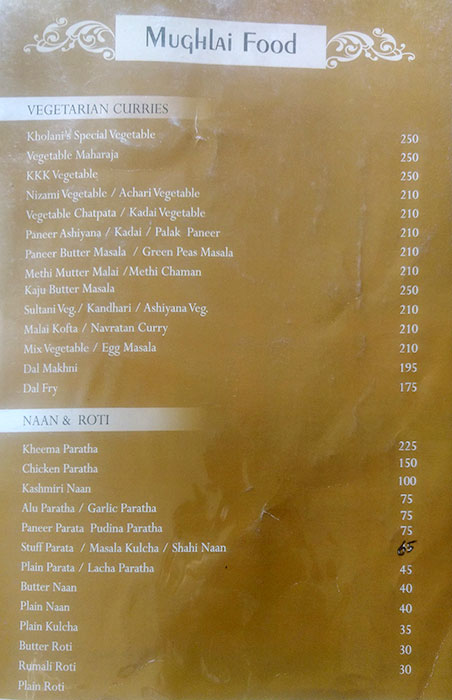 Mughlai Food
VEGETARIAN CURRIES
Kholani's Special Vegetable 250
Vegetable Maharaja 250
KKK Vegetable 250
Nizami Vegetable / Achari Vegetable 210
Vegetable Chatpata / Kadai Vegetable 210
Paneer Ashiyana / Kadai / Palak Paneer 210
Paneer Butter Masala / Green Peas Masala 210
Methi Mutter Malai /Methi Chaman 210
Kaju Butter Masala 250
Sultani Veg./ Kandhari / Ashiyana Veg. 210
Malai Kofta / Navratan Curry 210
Mix Vegetable / Egg Masala 210
Dal Makhni 195
Dal Fry 175
NAAN & ROTI
Kheema Paratha 225
Chicken Paratha 150
Kashmiri Naan 100
Alu Paratha / Garlic Paratha 75
Paneer Parata Pudina Paratha 75
Stuff Parata / Masala Kulcha / Shahi Naan 75
Plain Parata / Lacha Paratha 65
Butter Naan 45
Plain Naan 40
Plain Kulcha 40
Butter Roti 35
Rumali Roti 30
Plain Roti 30